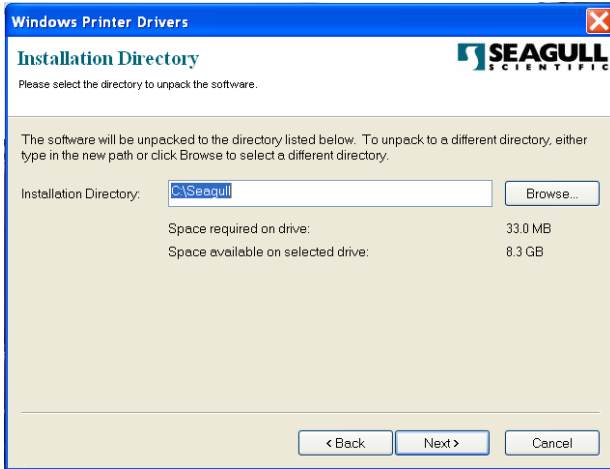 Windows Printer Drivers
Installation Directory
SEAGULL
SCIENTIFIC
Please select the directory to unpack the software.
The software will be unpacked to the directory listed below. To unpack to a different directory, either
type in the new path or click Browse to select a different directory.
Installation Directory: C:\Seagull Browse...
Space required on drive: 33.0 MB
Space available on selected drive: 8.3 GB
< Back Next > Cancel